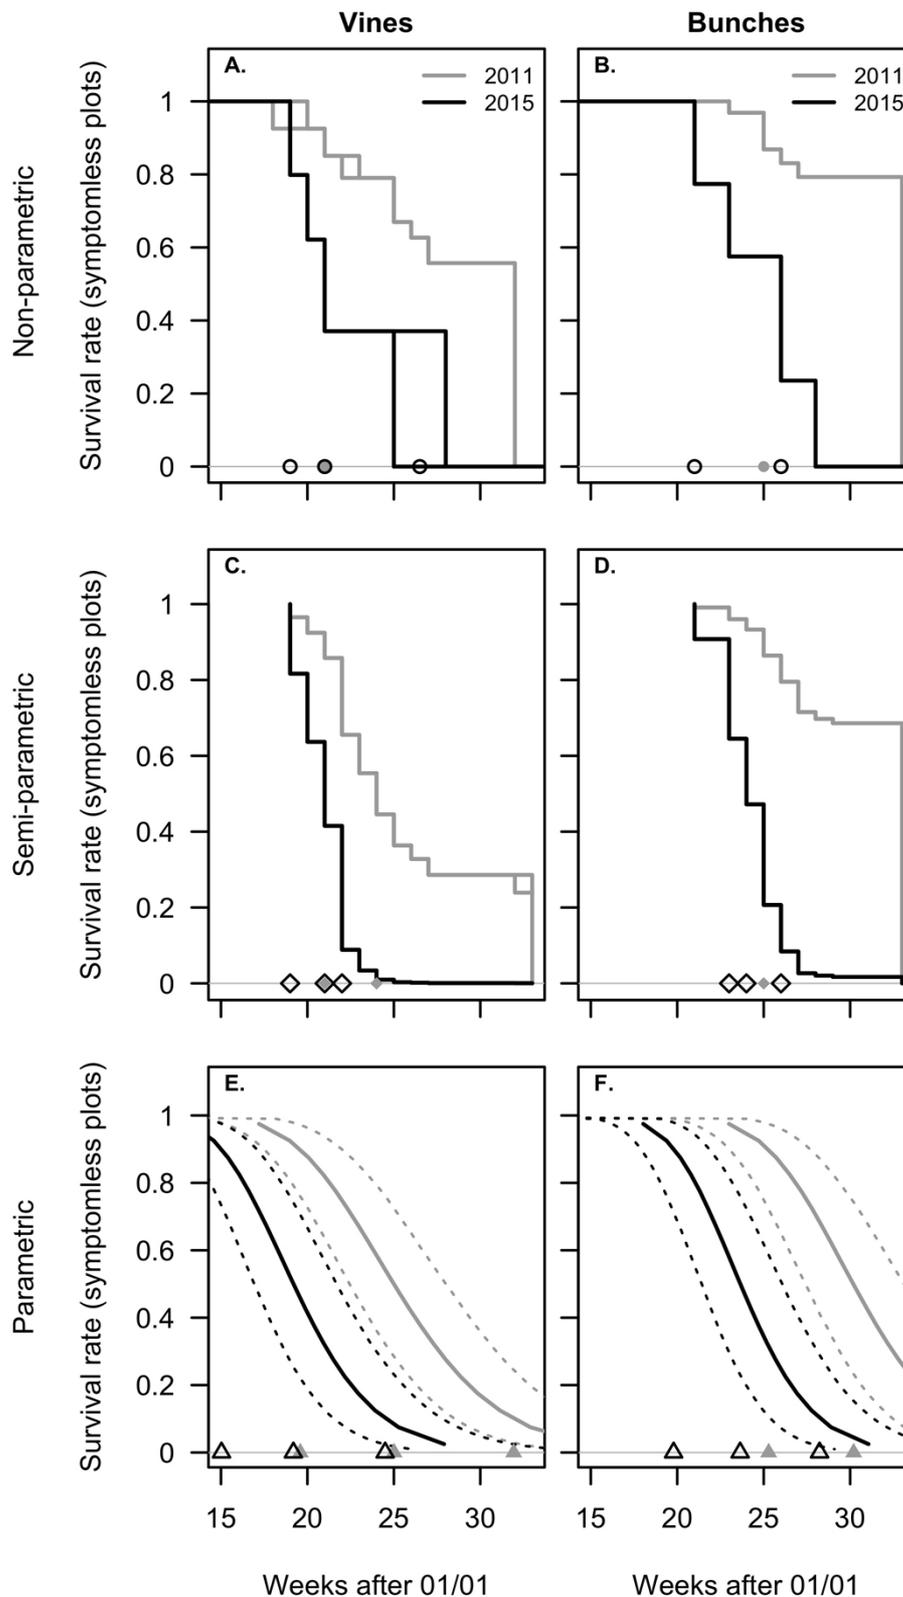 Vines Bunches
Non-parametric
Survival rate (symptomless plots)
A.
2011
2015
1
0.8
0.6
0.4
0.2
0
B.
2011
2015
Semi-parametric
Survival rate (symptomless plots)
C.
1
0.8
0.6
0.4
0.2
0
D.
Parametric
Survival rate (symptomless plots)
E.
1
0.8
0.6
0.4
0.2
0
F.
15 20 25 30 15 20 25 30
Weeks after 01/01 Weeks after 01/01